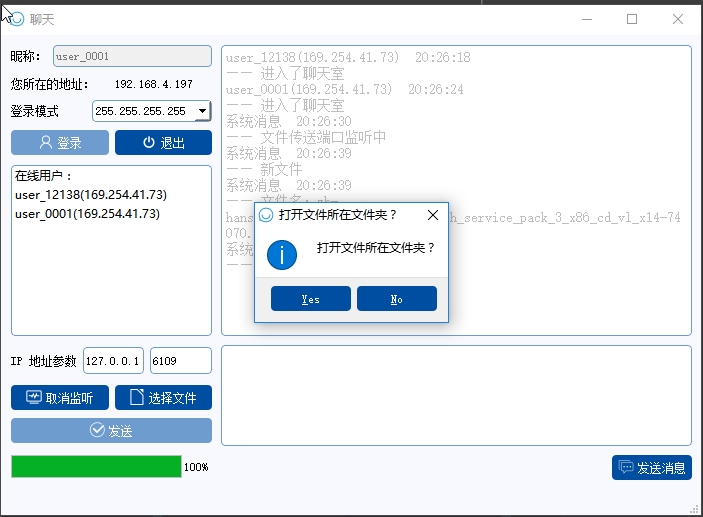 聊天
昵称： user_0001
您所在的地址： 192.168.4.197
登录模式 255.255.255.255
登录 退出
在线用户：
user_12138(169.254.41.73)
user_0001(169.254.41.73)
IP 地址参数 127.0.0.1 6109
取消监听 选择文件
发送
100%
user_12138(169.254.41.73) 20:26:18
—— 进入了聊天室
user_0001(169.254.41.73) 20:26:24
—— 进入了聊天室
系统消息 20:26:30
—— 文件传送端口监听中
系统消息 20:26:39
—— 新文件
系统消息 20:26:39
—— 文件名：
hans h_service_pack_3_x86_cd_vl_x14-74
070.
系统
——
打开文件所在文件夹？
打开文件所在文件夹？
Yes No
发送消息